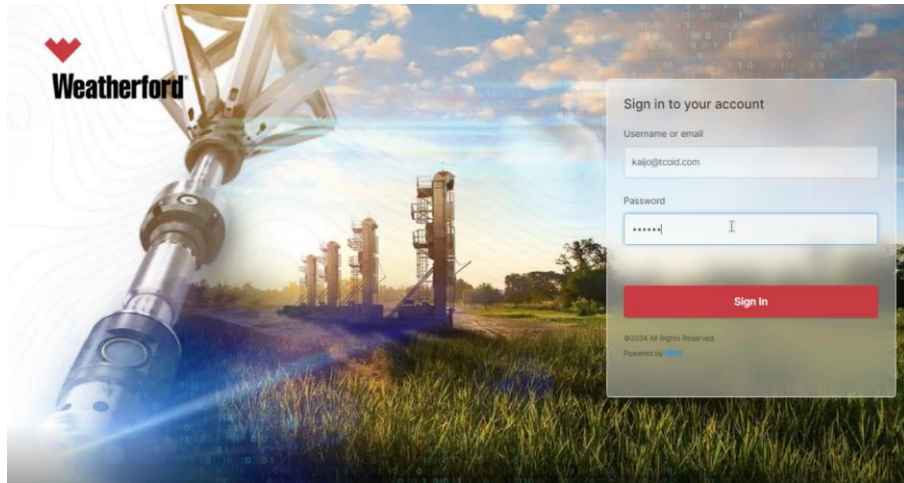 Weatherford
Sign in to your account
Username or email
kaijo@tcoid.com
Password
••••••
Sign In
©2024 All Rights Reserved.
Powered by